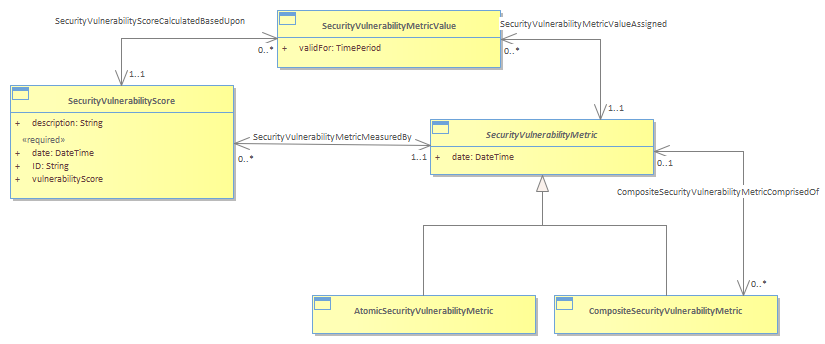 SecurityVulnerabilityScoreCalculatedBasedUpon
SecurityVulnerabilityMetricValue
SecurityVulnerabilityMetricValueAssigned
+ validFor: TimePeriod
0..*
0..*
1..1
1..1
SecurityVulnerabilityScore
+ description: String
«required»
+ date: DateTime
+ ID: String
+ vulnerabilityScore
SecurityVulnerabilityMetricMeasuredBy
0..*
1..1
SecurityVulnerabilityMetric
+ date: DateTime
0..1
CompositeSecurityVulnerabilityMetricComprisedOf
0..*
AtomicSecurityVulnerabilityMetric
CompositeSecurityVulnerabilityMetric